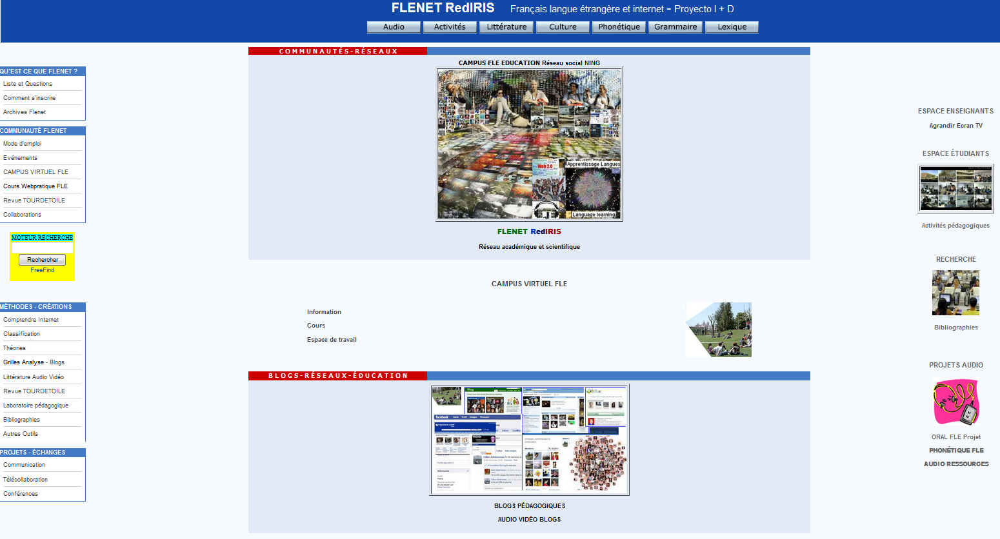 FLENET RedIRIS Français langue étrangère et internet - Proyecto I + D
Audio Activités Littérature Culture Phonétique Grammaire Lexique
QU'EST CE QUE FLENET ?
Liste et Questions
Comment s'inscrire
Archives Flenet
COMMUNAUTÉ FLENET
Mode d'emploi
Evénements
CAMPUS VIRTUEL FLE
Cours Webpratique FLE
Revue TOURDETOILE
Collaborations
MOTEUR RECHERCHE
Rechercher
FreeFind
MÉTHODES - CRÉATIONS
Comprendre Internet
Classification
Théories
Grilles Analyse - Blogs
Littérature Audio Vidéo
Revue TOURDETOILE
Laboratoire pédagogique
Bibliographies
Autres Outils
PROJETS - ÉCHANGES
Communication
Télécollaboration
Conférences
COMMUNAUTÉS-RÉSEAUX
CAMPUS FLE EDUCATION Réseau social NING
Web 2.0
Apprentissage Langues
Language learning
FLENET RedIRIS
Réseau académique et scientifique
CAMPUS VIRTUEL FLE
Information
Cours
Espace de travail
BLOGS-RÉSEAUX-ÉDUCATION
Ning
facebook
myspace.com
BLOGS PÉDAGOGIQUES
AUDIO VIDÉO BLOGS
ESPACE ENSEIGNANTS
Agrandir Ecran TV
ESPACE ÉTUDIANTS
Activités pédagogiques
RECHERCHE
Bibliographies
PROJETS AUDIO
ORAL FLE Projet
PHONÉTIQUE FLE
AUDIO RESSOURCES